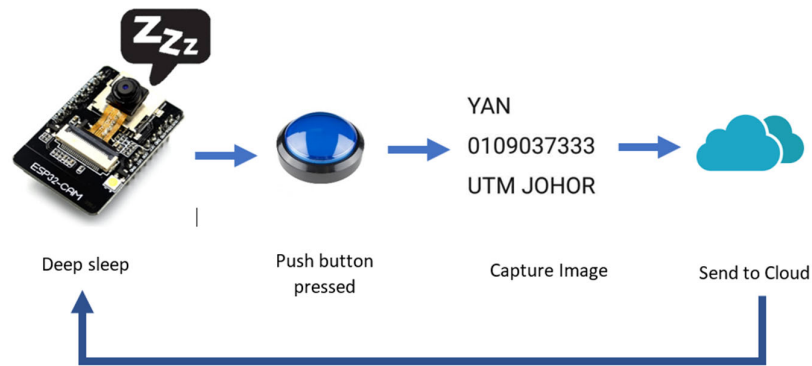 ZZz
ESP32-CAM
YAN
0109037333
UTM JOHOR
Deep sleep
Push button
pressed
Capture Image
Send to Cloud